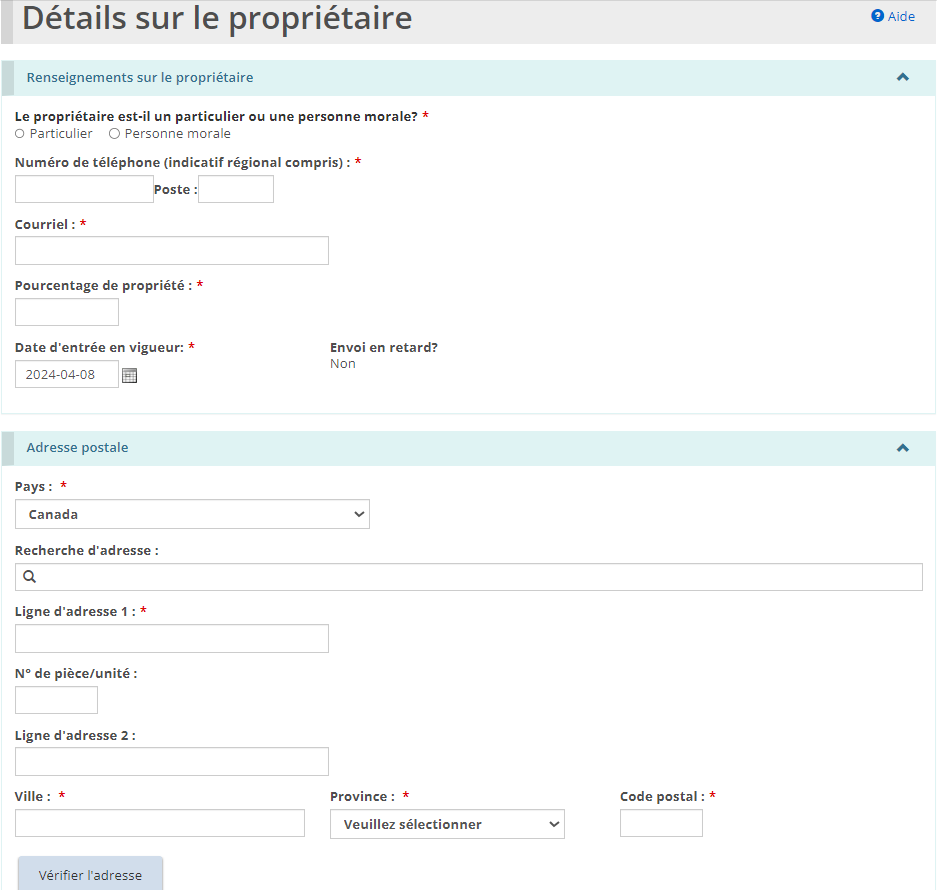 Détails sur le propriétaire
Aide
Renseignements sur le propriétaire
Le propriétaire est-il un particulier ou une personne morale? *
Particulier Personne morale
Numéro de téléphone (indicatif régional compris) : *
Poste :
Courriel : *
Pourcentage de propriété : *
Date d'entrée en vigueur: * Envoi en retard?
2024-04-08 Non
Adresse postale
Pays : *
Canada
Recherche d'adresse :
Ligne d'adresse 1 : *
N° de pièce/unité :
Ligne d'adresse 2 :
Ville : * Province : * Code postal : *
Veuillez sélectionner
Vérifier l'adresse